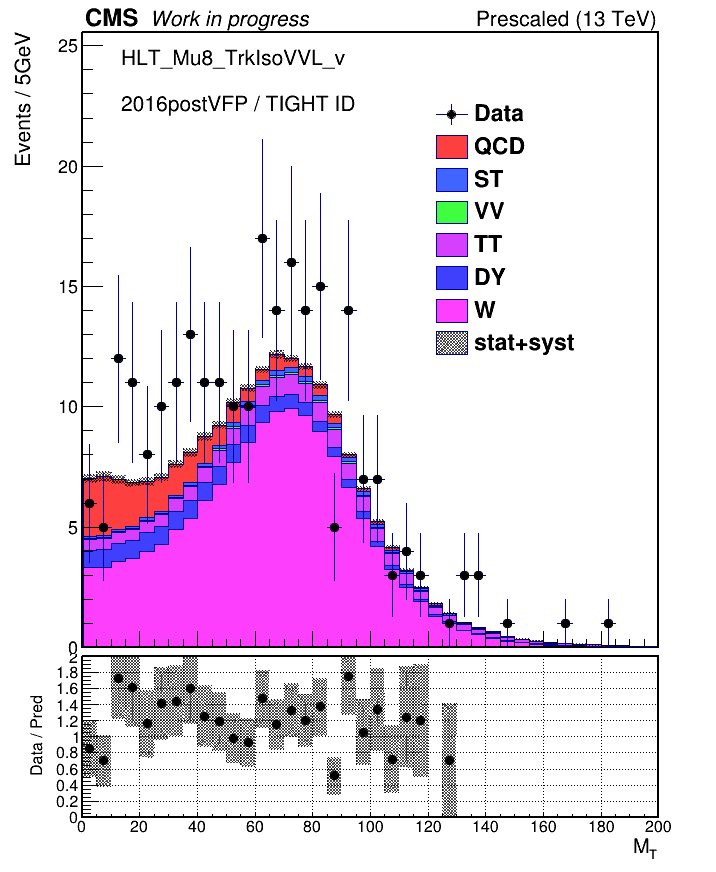 CMS Work in progress Prescaled (13 TeV)
Events / 5GeV
HLT_Mu8_TrkIsoVVL_v
2016postVFP / TIGHT ID
Data
QCD
ST
VV
TT
DY
W
stat+syst
25
20
15
10
5
0
Data / Pred
2
1.8
1.6
1.4
1.2
1
0.8
0.6
0.4
0.2
0
0 20 40 60 80 100 120 140 160 180 200
M_T